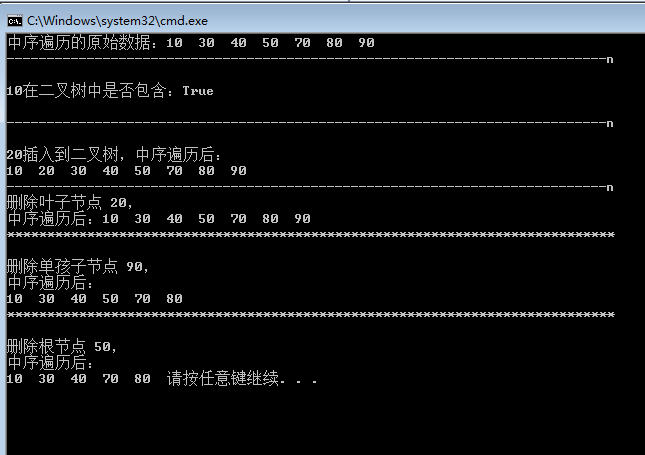 C:\Windows\system32\cmd.exe
中序遍历的原始数据：10  30  40  50  70  80  90
---------------------------------------------------------------------------n
10在二叉树中是否包含：True
---------------------------------------------------------------------------n
20插入到二叉树，中序遍历后：
10  20  30  40  50  70  80  90
---------------------------------------------------------------------------n
删除叶子节点 20，
中序遍历后：10  30  40  50  70  80  90
****************************************************************************
删除单孩子节点 90，
中序遍历后：
10  30  40  50  70  80
****************************************************************************
删除根节点 50，
中序遍历后：
10  30  40  70  80  请按任意键继续. . .